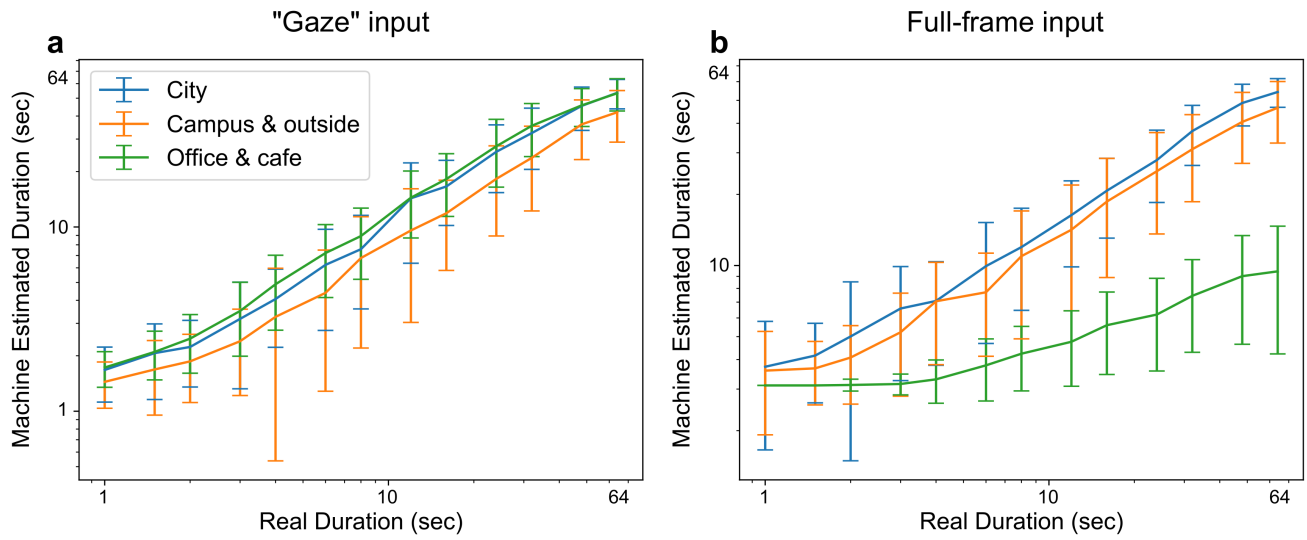 "Gaze" input
Full-frame input
a
b
64
10
1
Machine Estimated Duration (sec)
City
Campus & outside
Office & cafe
1
10
64
Real Duration (sec)
64
10
Machine Estimated Duration (sec)
1
10
64
Real Duration (sec)